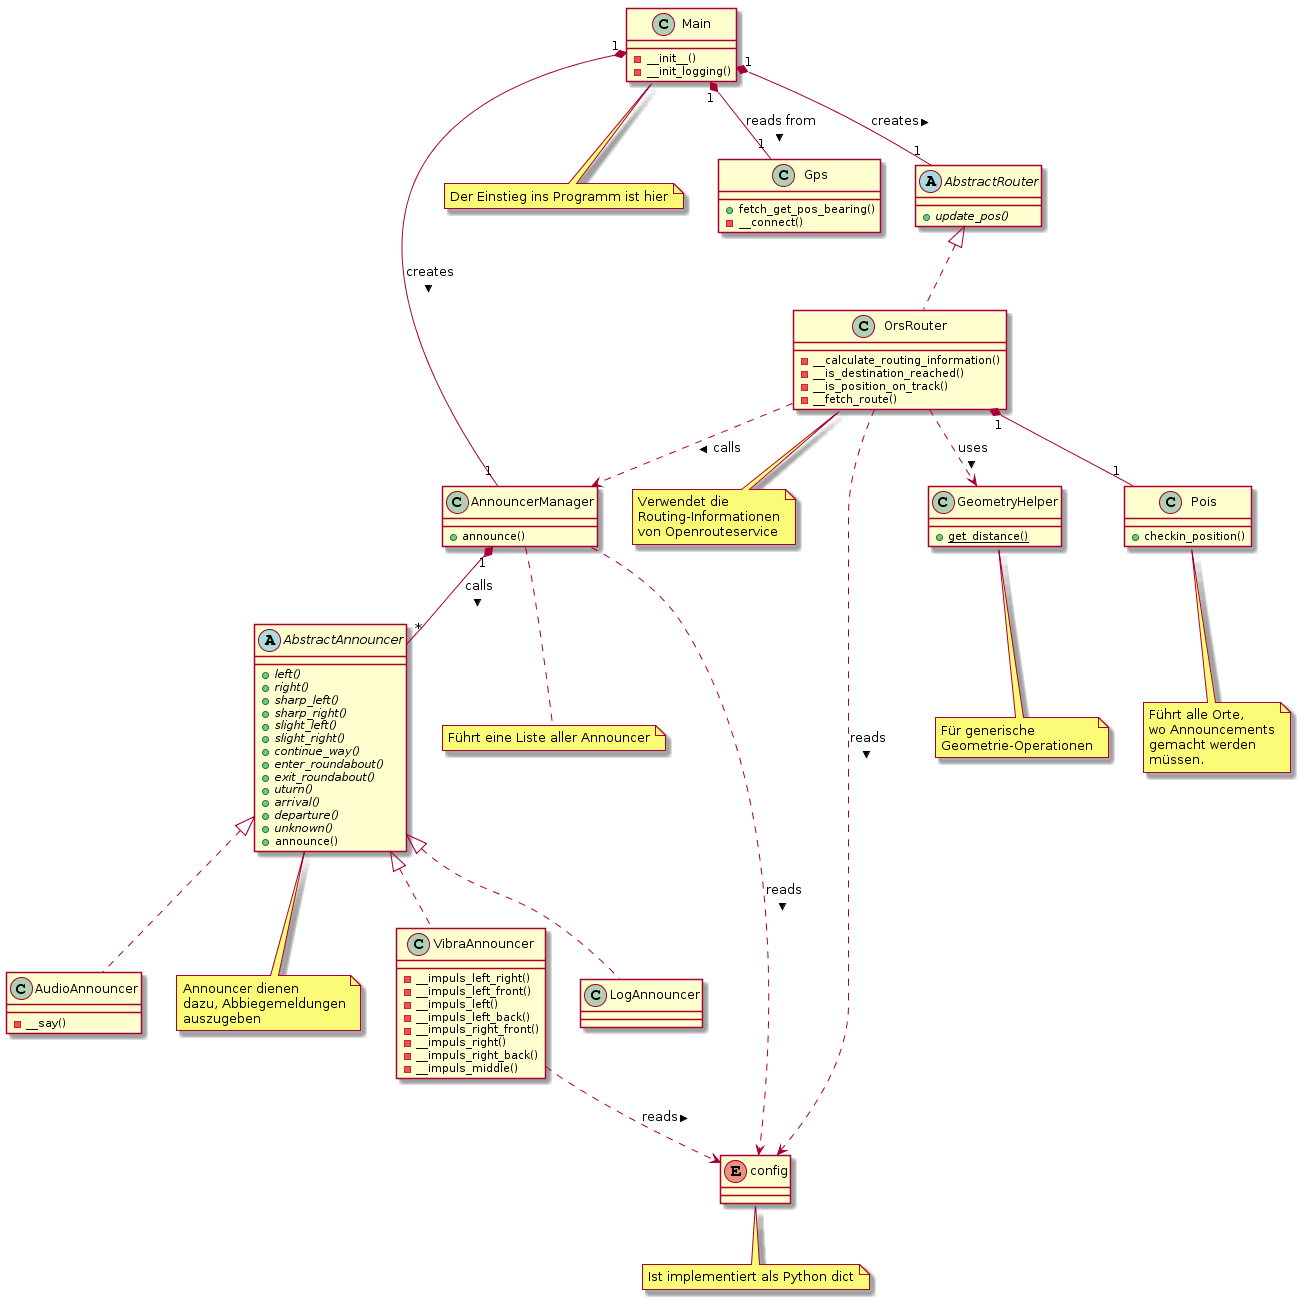 C Main
__init__()
__init_logging()
1
1
1
reads from
creates
1
1
Der Einstieg ins Programm ist hier
C Gps
fetch_get_pos_bearing()
__connect()
A AbstractRouter
update_pos()
creates
C OrsRouter
__calculate_routing_information()
__is_destination_reached()
__is_position_on_track()
__fetch_route()
1
calls
uses
1
1
C AnnouncerManager
announce()
Verwendet die
Routing-Informationen
von Openrouteservice
C GeometryHelper
get_distance()
C Pois
checkin_position()
1
calls
*
A AbstractAnnouncer
left()
right()
sharp_left()
sharp_right()
slight_left()
slight_right()
continue_way()
enter_roundabout()
exit_roundabout()
uturn()
arrival()
departure()
unknown()
announce()
Führt eine Liste aller Announcer
reads
Für generische
Geometrie-Operationen
Führt alle Orte,
wo Announcements
gemacht werden
müssen.
reads
C AudioAnnouncer
__say()
Announcer dienen
dazu, Abbiegemeldungen
auszugeben
C VibraAnnouncer
__impuls_left_right()
__impuls_left_front()
__impuls_left()
__impuls_left_back()
__impuls_right_front()
__impuls_right()
__impuls_right_back()
__impuls_middle()
C LogAnnouncer
reads
E config
Ist implementiert als Python dict